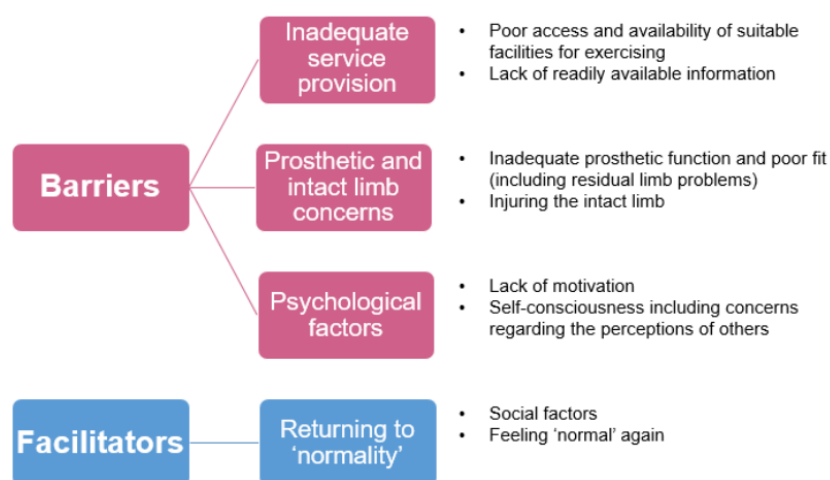 Barriers
Inadequate
service
provision
• Poor access and availability of suitable
facilities for exercising
• Lack of readily available information
Prosthetic and
intact limb
concerns
• Inadequate prosthetic function and poor fit
(including residual limb problems)
• Injuring the intact limb
Psychological
factors
• Lack of motivation
• Self-consciousness including concerns
regarding the perceptions of others
Facilitators
Returning to
‘normality’
• Social factors
• Feeling ‘normal’ again